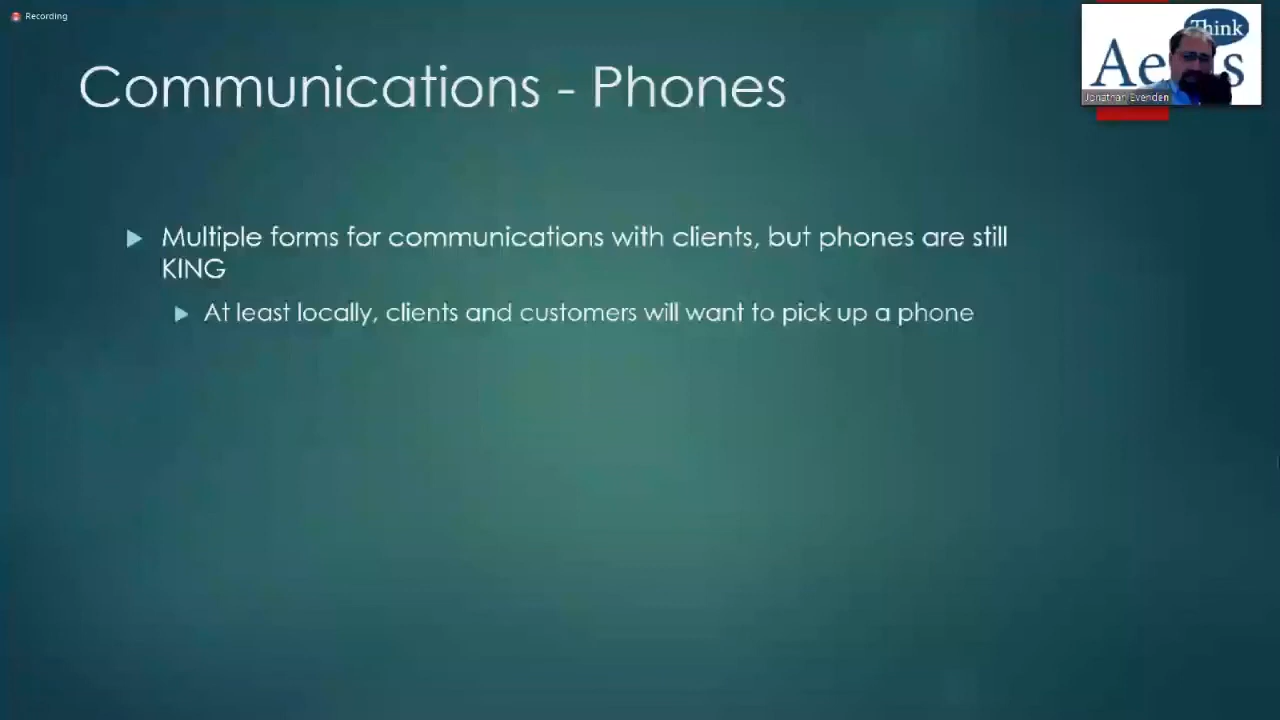 Recording
Think
Communications - Phones
Jonathan Evenden
Multiple forms for communications with clients, but phones are still
KING
At least locally, clients and customers will want to pick up a phone